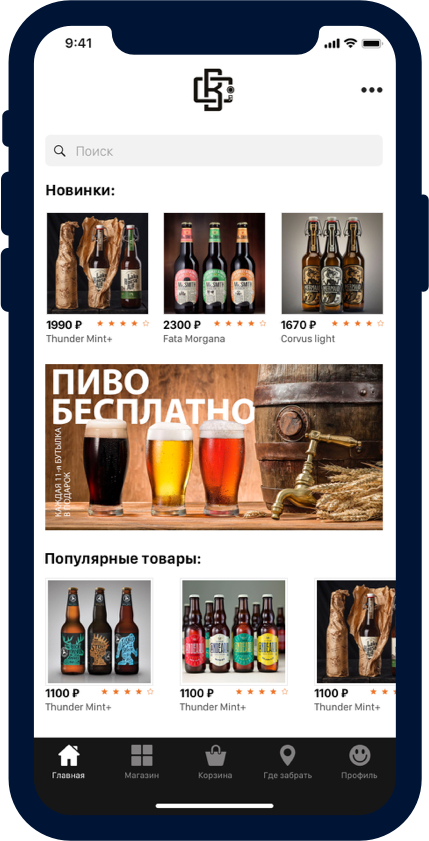 9:41
Поиск
Новинки:
1990 ₽
2300 ₽
1670 ₽
Thunder Mint+
Fata Morgana
Corvus light
ПИВО
БЕСПЛАТНО
КАЖДАЯ 11-я БУТЫЛКА
В ПОДАРОК
Популярные товары:
1100 ₽
1100 ₽
1100 ₽
Thunder Mint+
Thunder Mint+
Thunder Mint+
Главная
Магазин
Корзина
Где забрать
Профиль